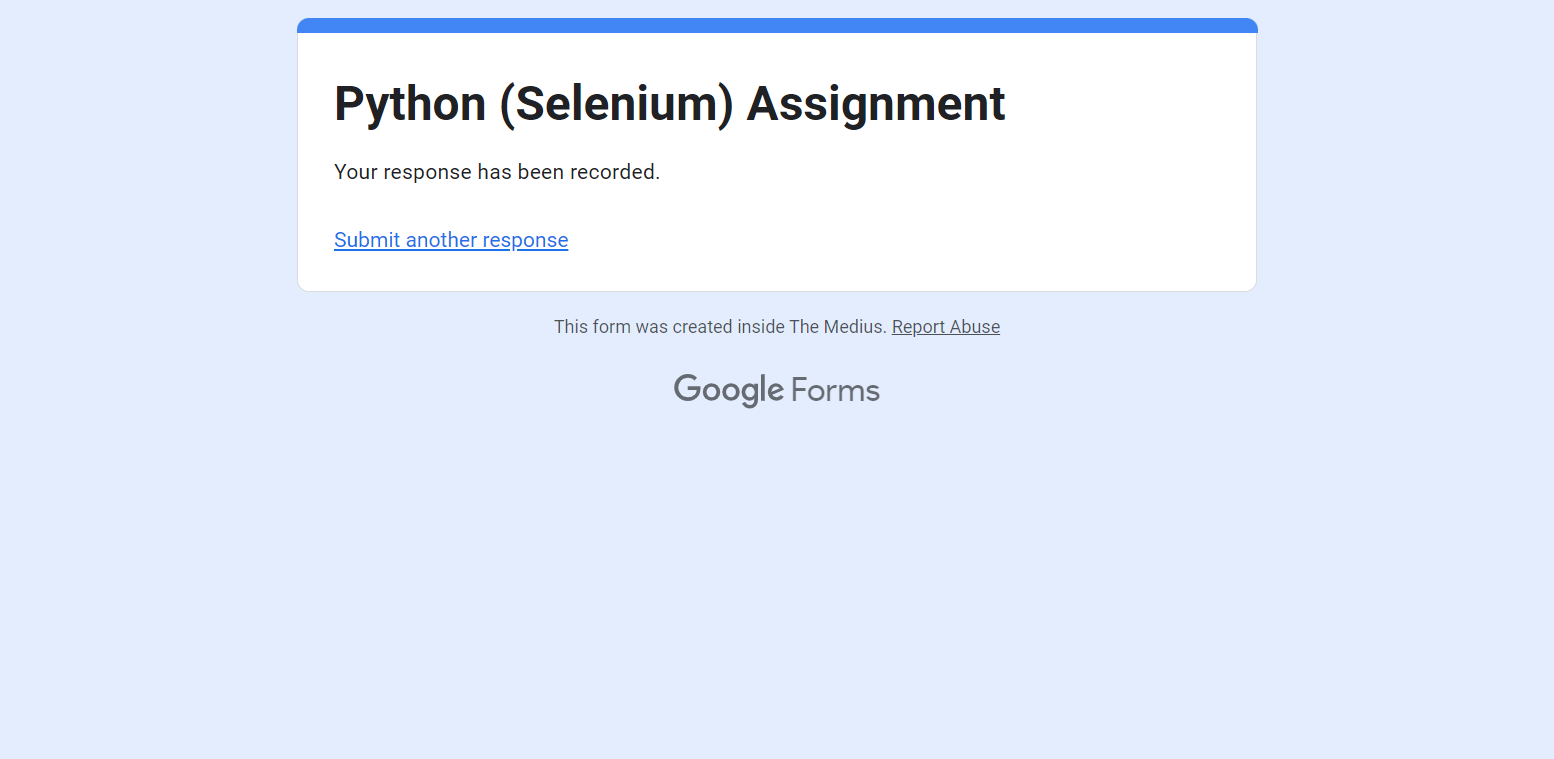 Python (Selenium) Assignment
Your response has been recorded.
Submit another response
This form was created inside The Medius. Report Abuse
Google Forms